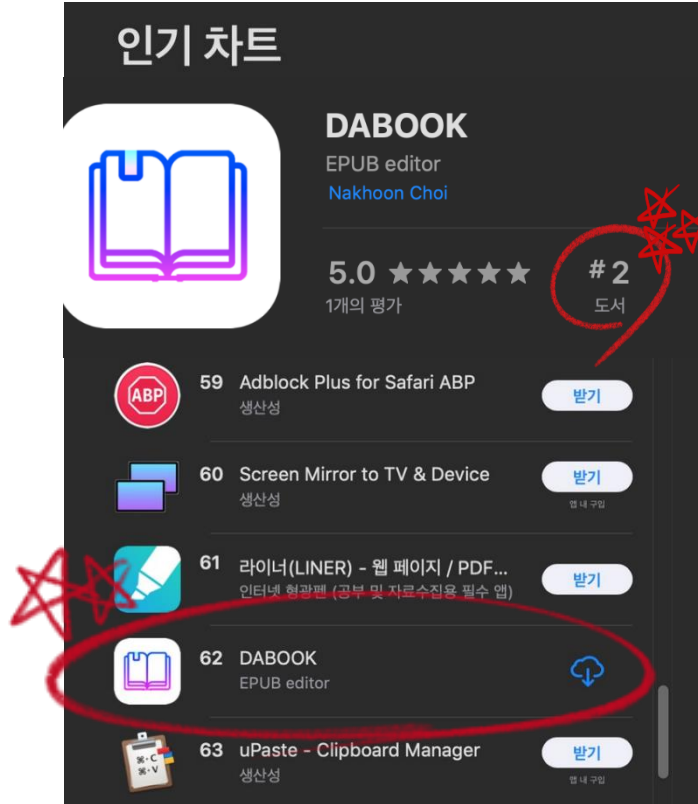 인기 차트
DABOOK
EPUB editor
Nakhoon Choi
5.0 ★★★★★
1개의 평가
#2
도서
ABP
59 Adblock Plus for Safari ABP
생산성
받기
60 Screen Mirror to TV & Device
생산성
받기
앱 내 구입
61 라이너(LINER) - 웹 페이지 / PDF...
인터넷 형광펜 (공부 및 자료수집용 필수 앱)
받기
62 DABOOK
EPUB editor
⌘・C
⌘・V
63 uPaste - Clipboard Manager
생산성
받기
앱 내 구입